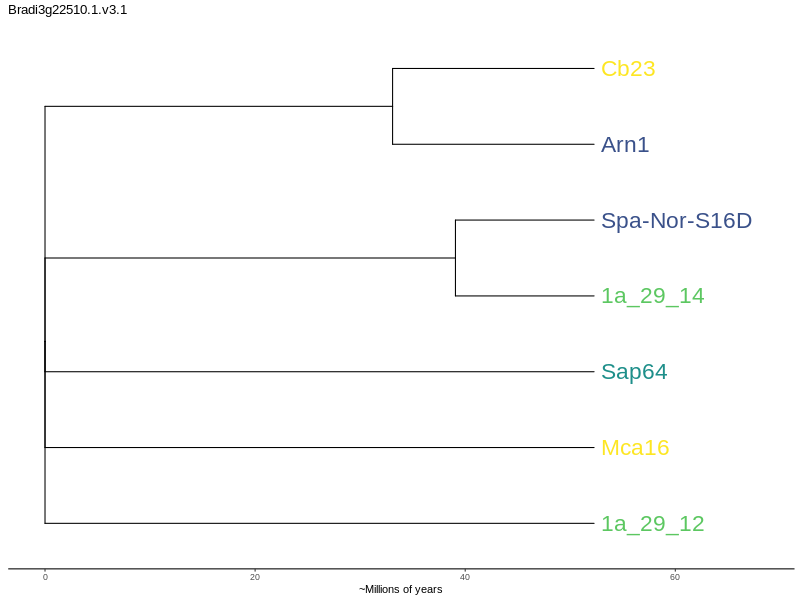 Bradi3g22510.1.v3.1
Cb23
Arn1
Spa-Nor-S16D
1a_29_14
Sap64
Mca16
1a_29_12
0 20 40 60
~Millions of years